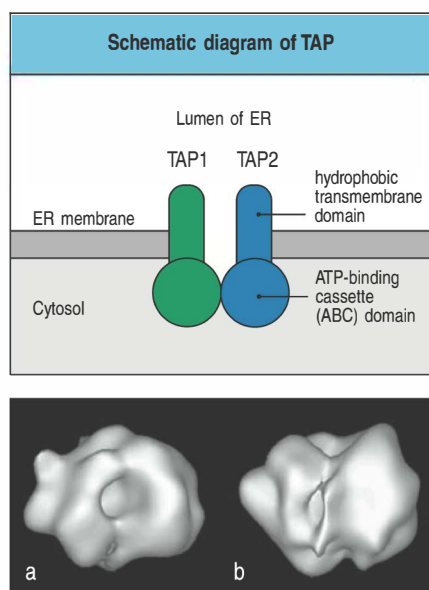 Schematic diagram of TAP
Lumen of ER
TAP1 TAP2
hydrophobic
transmembrane
domain
ER membrane
ATP-binding
cassette
(ABC) domain
Cytosol
a b